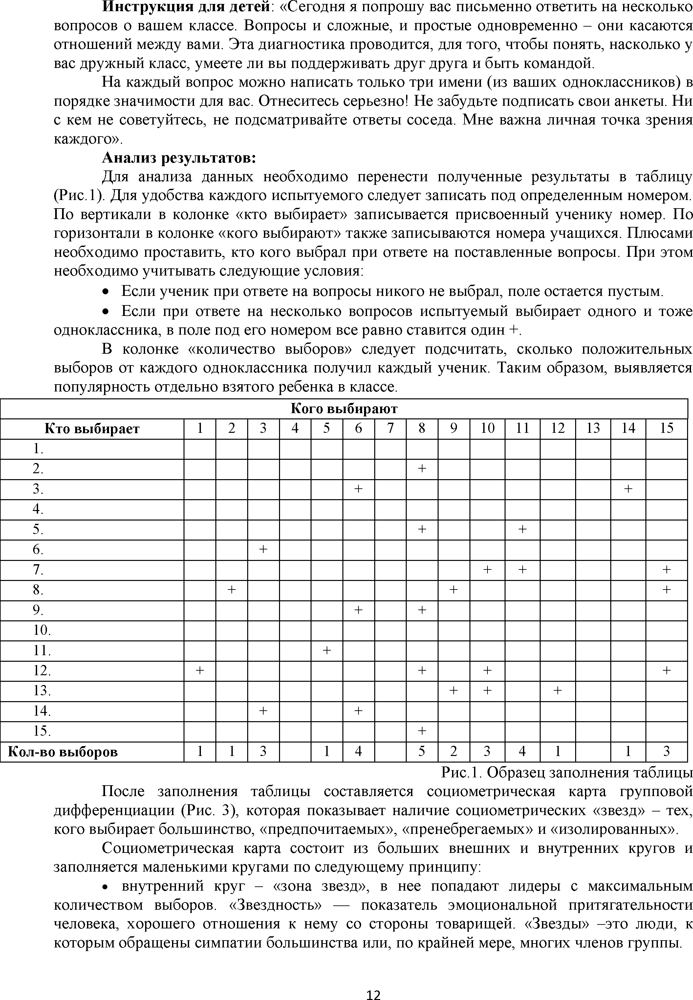 Инструкция для детей: «Сегодня я попрошу вас письменно ответить на несколько
вопросов о вашем классе. Вопросы и сложные, и простые одновременно – они касаются
отношений между вами. Эта диагностика проводится, для того, чтобы понять, насколько у
вас дружный класс, умеете ли вы поддерживать друг друга и быть командой.
На каждый вопрос можно написать только три имени (из ваших одноклассников) в
порядке значимости для вас. Отнеситесь серьезно! Не забудьте подписать свои анкеты. Ни
с кем не советуйтесь, не подсматривайте ответы соседа. Мне важна личная точка зрения
каждого».
Анализ результатов:
Для анализа данных необходимо перенести полученные результаты в таблицу
(Рис.1). Для удобства каждого испытуемого следует записать под определенным номером.
По вертикали в колонке «кто выбирает» записывается присвоенный ученику номер. По
горизонтали в колонке «кого выбирают» также записываются номера учащихся. Плюсами
необходимо проставить, кто кого выбрал при ответе на поставленные вопросы. При этом
необходимо учитывать следующие условия:
• Если ученик при ответе на вопросы никого не выбрал, поле остается пустым.
• Если при ответе на несколько вопросов испытуемый выбирает одного и тоже
одноклассника, в поле под его номером все равно ставится один +.
В колонке «количество выборов» следует подсчитать, сколько положительных
выборов от каждого одноклассника получил каждый ученик. Таким образом, выявляется
популярность отдельно взятого ребенка в классе.
Кого выбирают
Кто выбирает 1 2 3 4 5 6 7 8 9 10 11 12 13 14 15
1.
2. +
3. + +
4.
5. + +
6. +
7. + + +
8. + + +
9. + +
10.
11. +
12. + + + +
13. + + +
14. + +
15. +
Кол-во выборов 1 1 3 1 4 5 2 3 4 1 1 3
Рис.1. Образец заполнения таблицы
После заполнения таблицы составляется социометрическая карта групповой
дифференциации (Рис. 3), которая показывает наличие социометрических «звезд» – тех,
кого выбирает большинство, «предпочитаемых», «пренебрегаемых» и «изолированных».
Социометрическая карта состоит из больших внешних и внутренних кругов и
заполняется маленькими кругами по следующему принципу:
• внутренний круг – «зона звезд», в нее попадают лидеры с максимальным
количеством выборов. «Звездность» — показатель эмоциональной притягательности
человека, хорошего отношения к нему со стороны товарищей. «Звезды» –это люди, к
которым обращены симпатии большинства или, по крайней мере, многих членов группы.
12